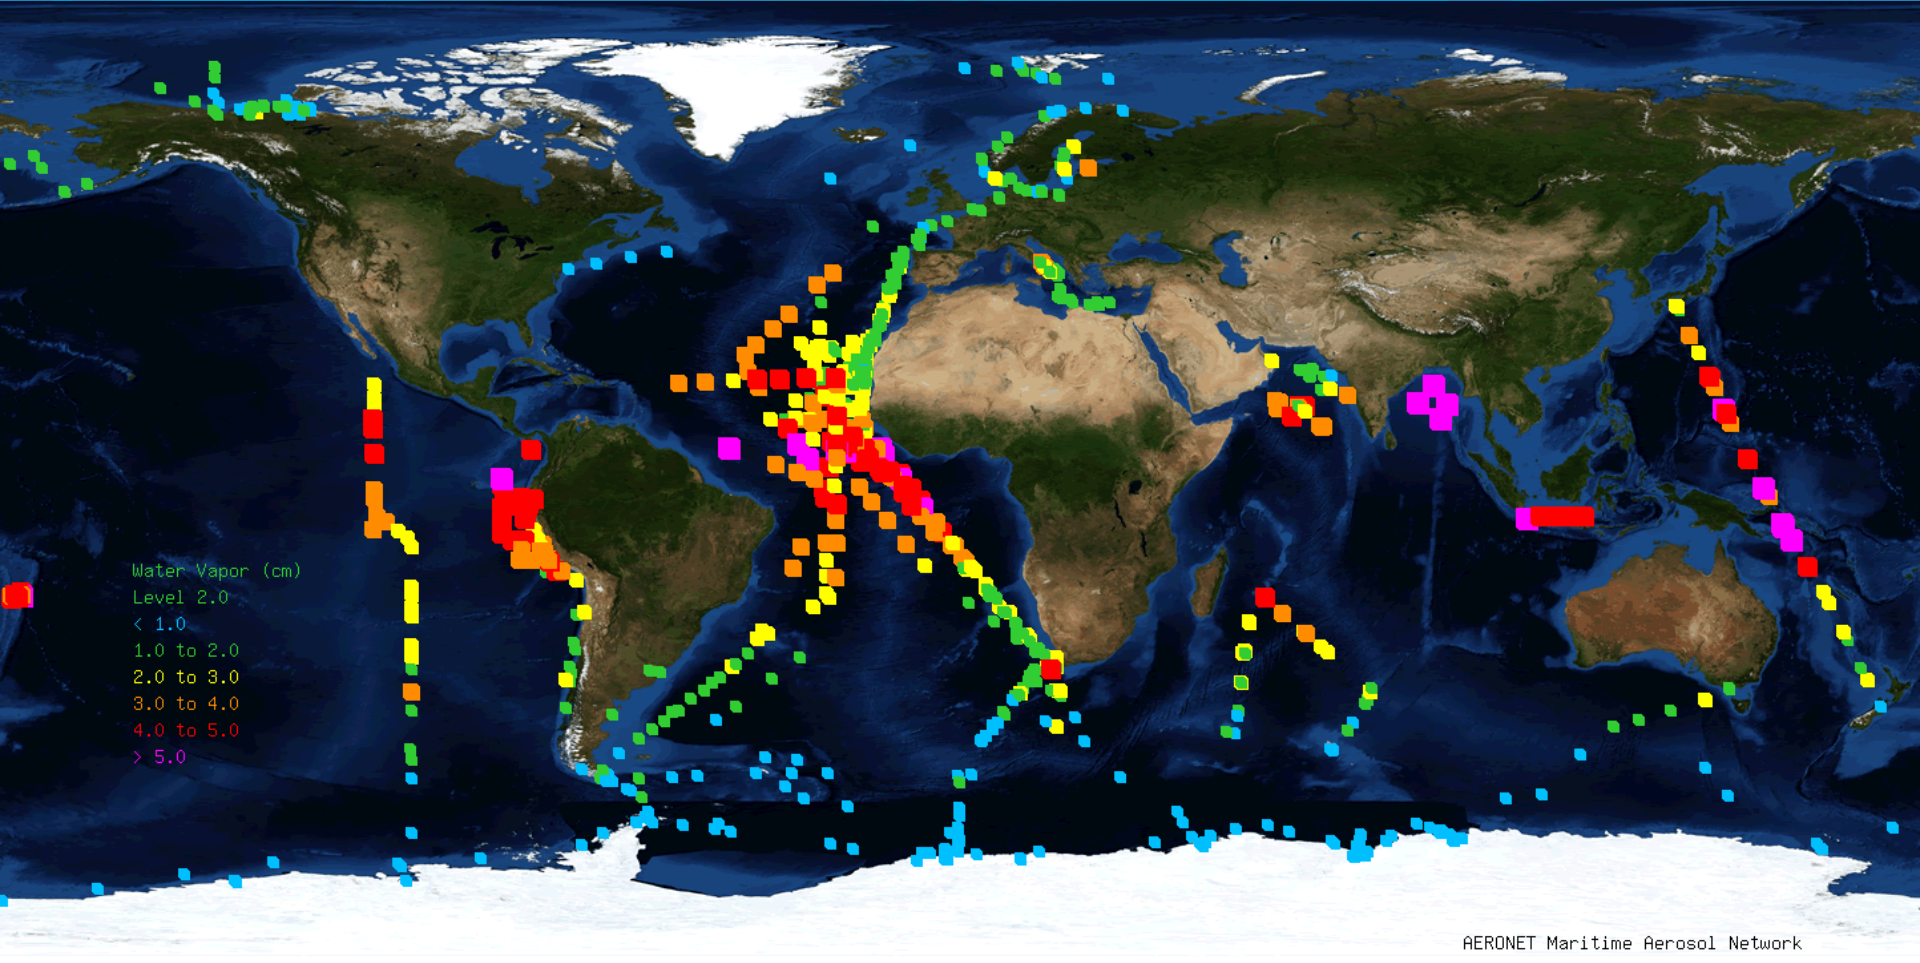 Water Vapor (cm)
Level 2.0
< 1.0
1.0 to 2.0
2.0 to 3.0
3.0 to 4.0
4.0 to 5.0
> 5.0
AERONET Maritime Aerosol Network